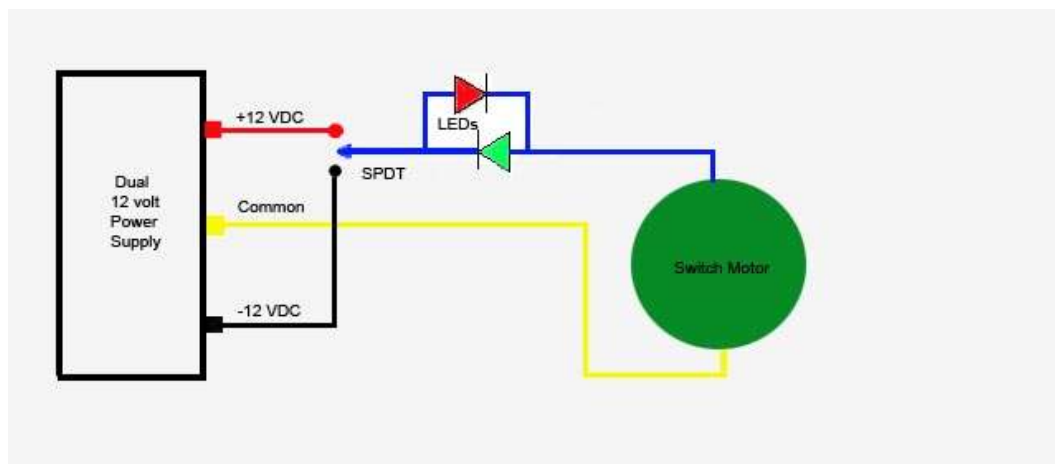 +12 VDC
LEDs
SPDT
Dual
12 volt
Power
Supply
Common
Switch Motor
-12 VDC